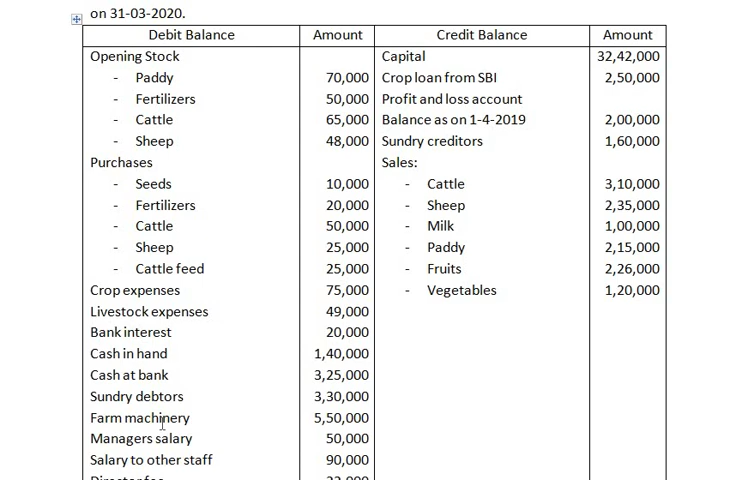 on 31-03-2020.
Debit Balance Amount Credit Balance Amount
Opening Stock Capital 32,42,000
- Paddy 70,000 Crop loan from SBI 2,50,000
- Fertilizers 50,000 Profit and loss account
- Cattle 65,000 Balance as on 1-4-2019 2,00,000
- Sheep 48,000 Sundry creditors 1,60,000
Purchases Sales:
- Seeds 10,000 - Cattle 3,10,000
- Fertilizers 20,000 - Sheep 2,35,000
- Cattle 50,000 - Milk 1,00,000
- Sheep 25,000 - Paddy 2,15,000
- Cattle feed 25,000 - Fruits 2,26,000
Crop expenses 75,000 - Vegetables 1,20,000
Livestock expenses 49,000
Bank interest 20,000
Cash in hand 1,40,000
Cash at bank 3,25,000
Sundry debtors 3,30,000
Farm machinery 5,50,000
Managers salary 50,000
Salary to other staff 90,000